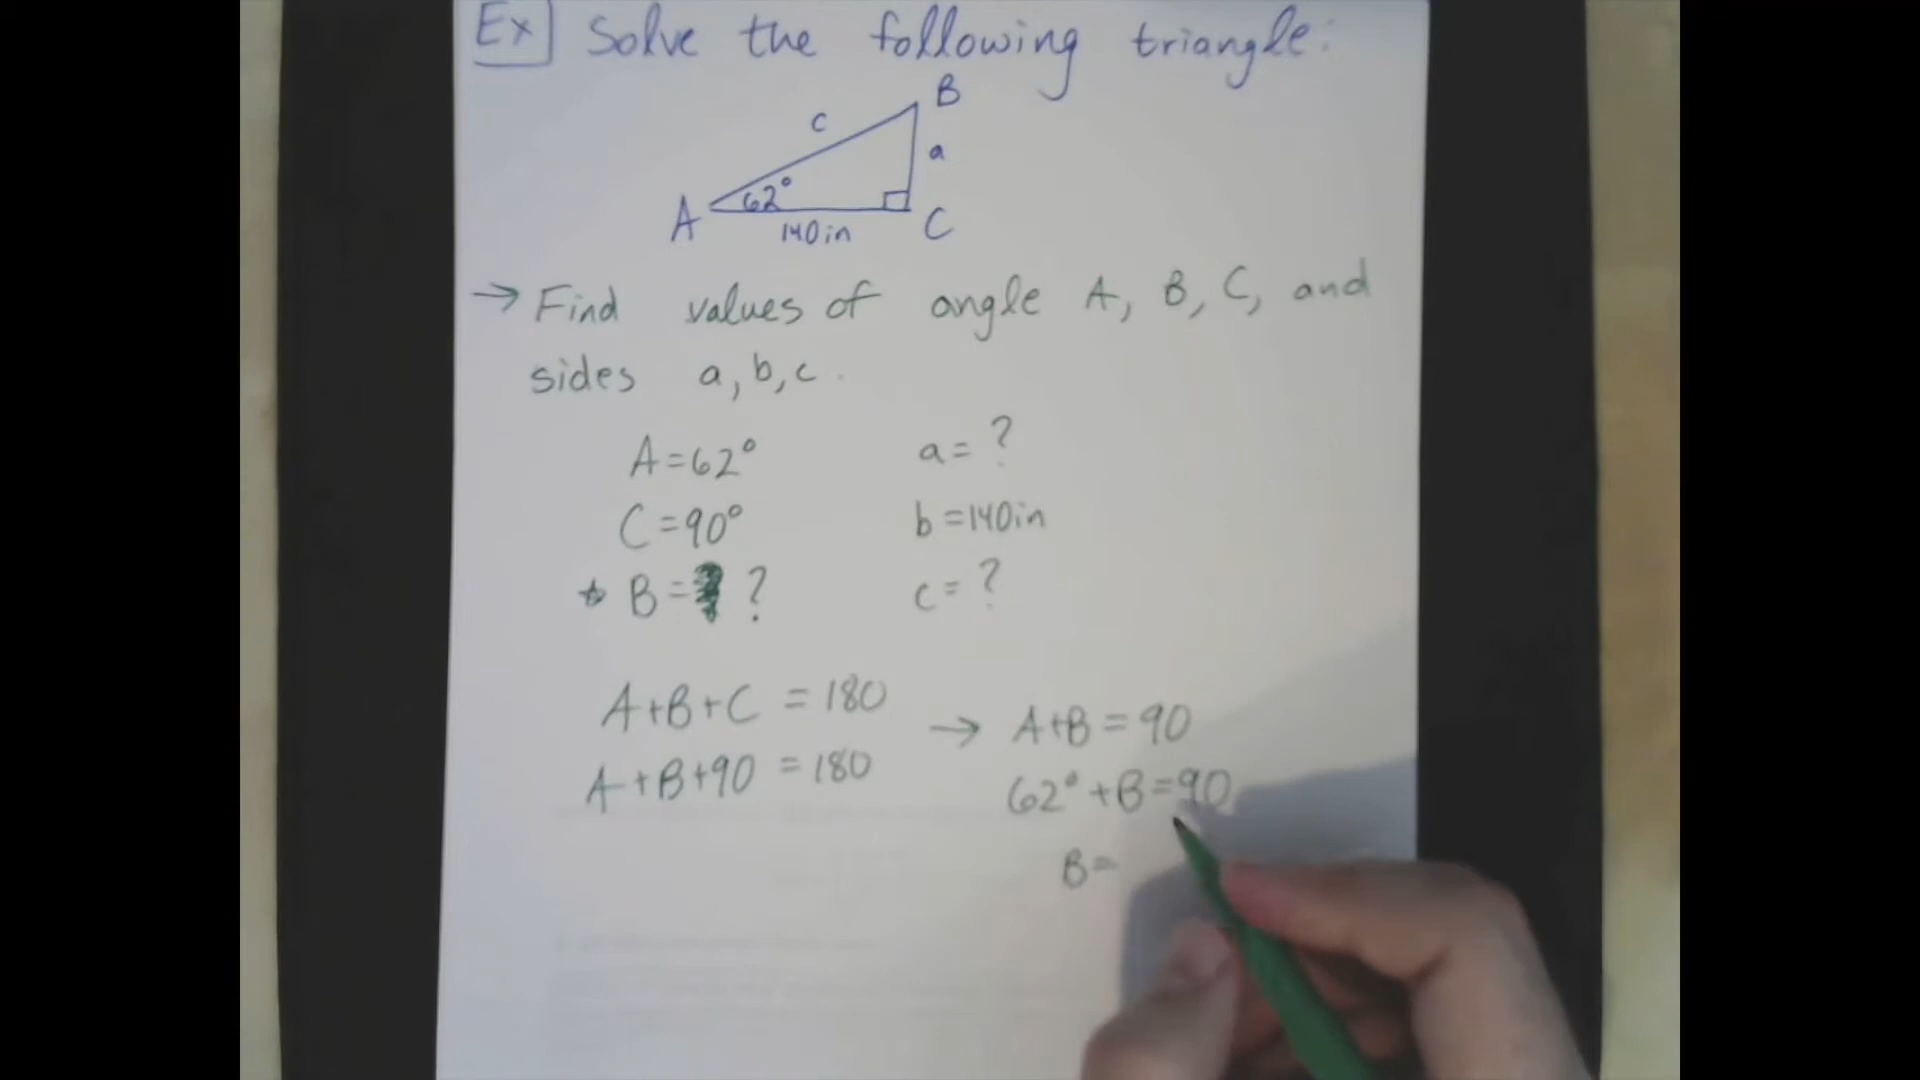 Ex Solve the following triangle:
B
c
a
62°
A
C
140in
→ Find values of angle A, B, C, and
sides a, b, c.
A=62°
a=?
C=90°
b=140in
* B= ?
c=?
A+B+C = 180
→ A+B=90
A+B+90 = 180
62°+B=90
B=